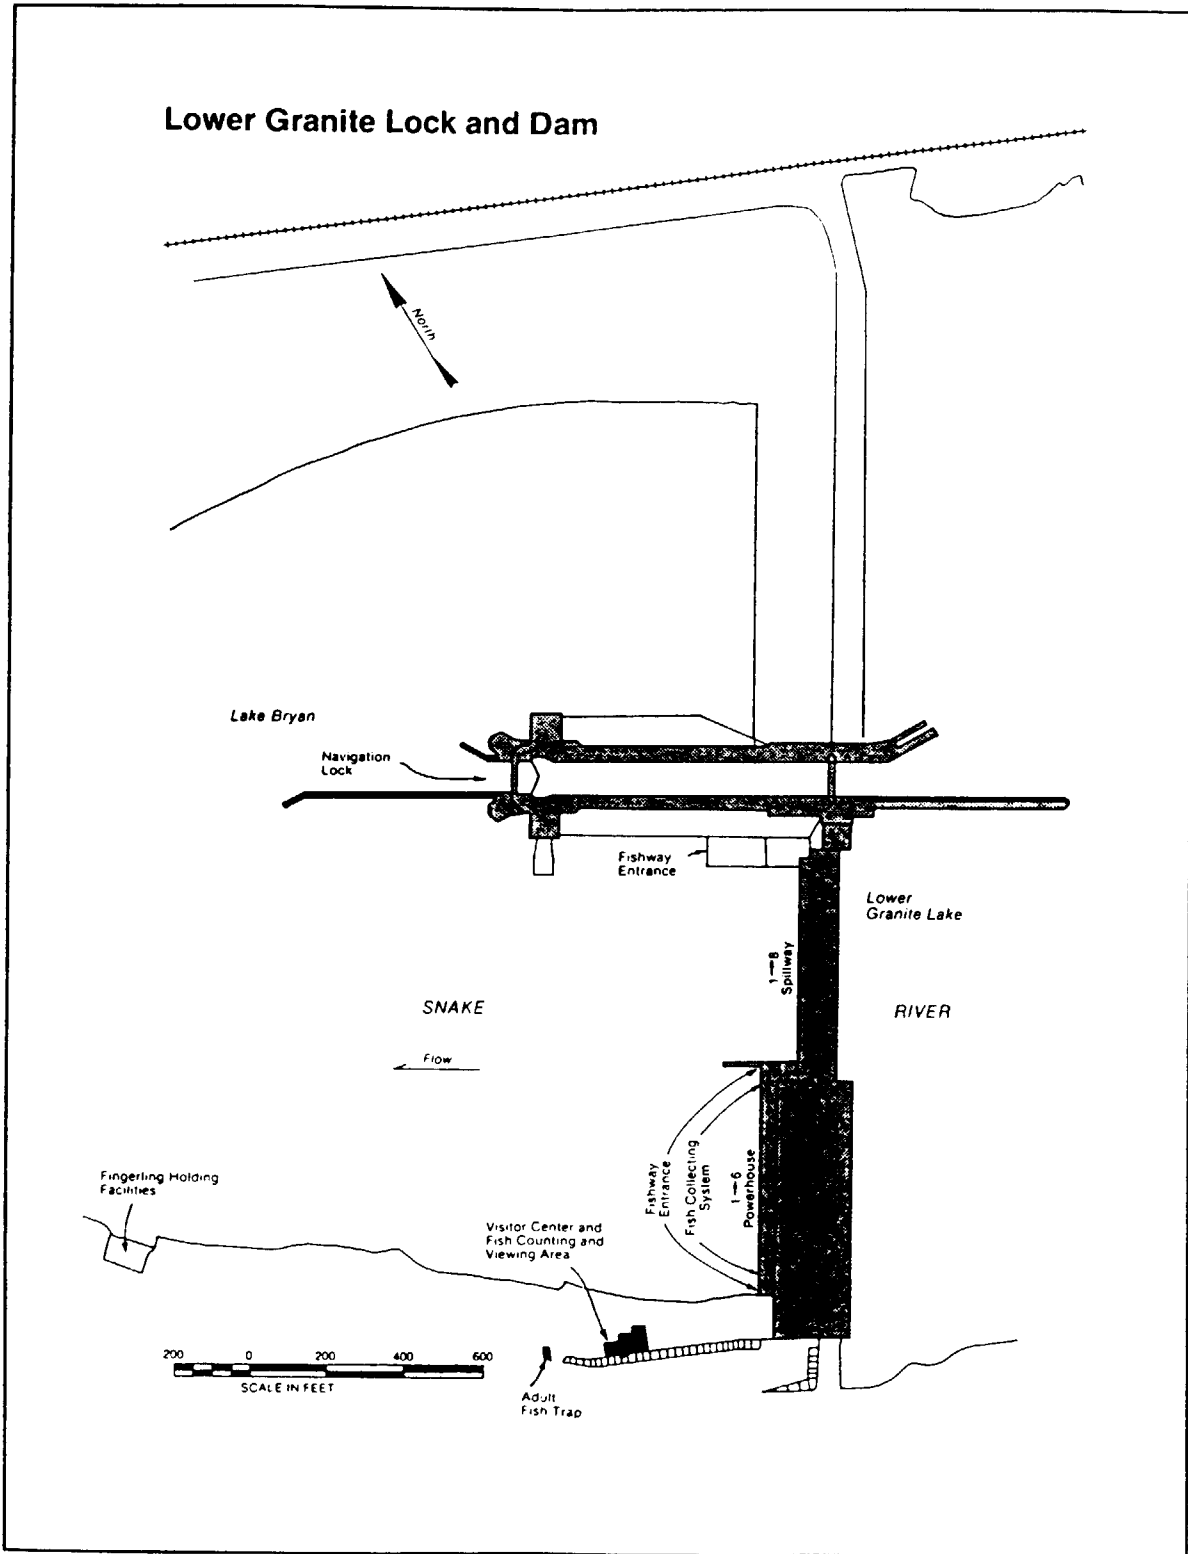 Lower Granite Lock and Dam
North
Lake Bryan
Navigation
Lock
Fishway
Entrance
Lower
Granite Lake
1→8
Spillway
SNAKE
RIVER
Flow
Fishway
Entrance
Fish Collecting
System
1→6
Powerhouse
Fingerling Holding
Facilities
Visitor Center and
Fish Counting and
Viewing Area
200 0 200 400 600
SCALE IN FEET
Adult
Fish Trap